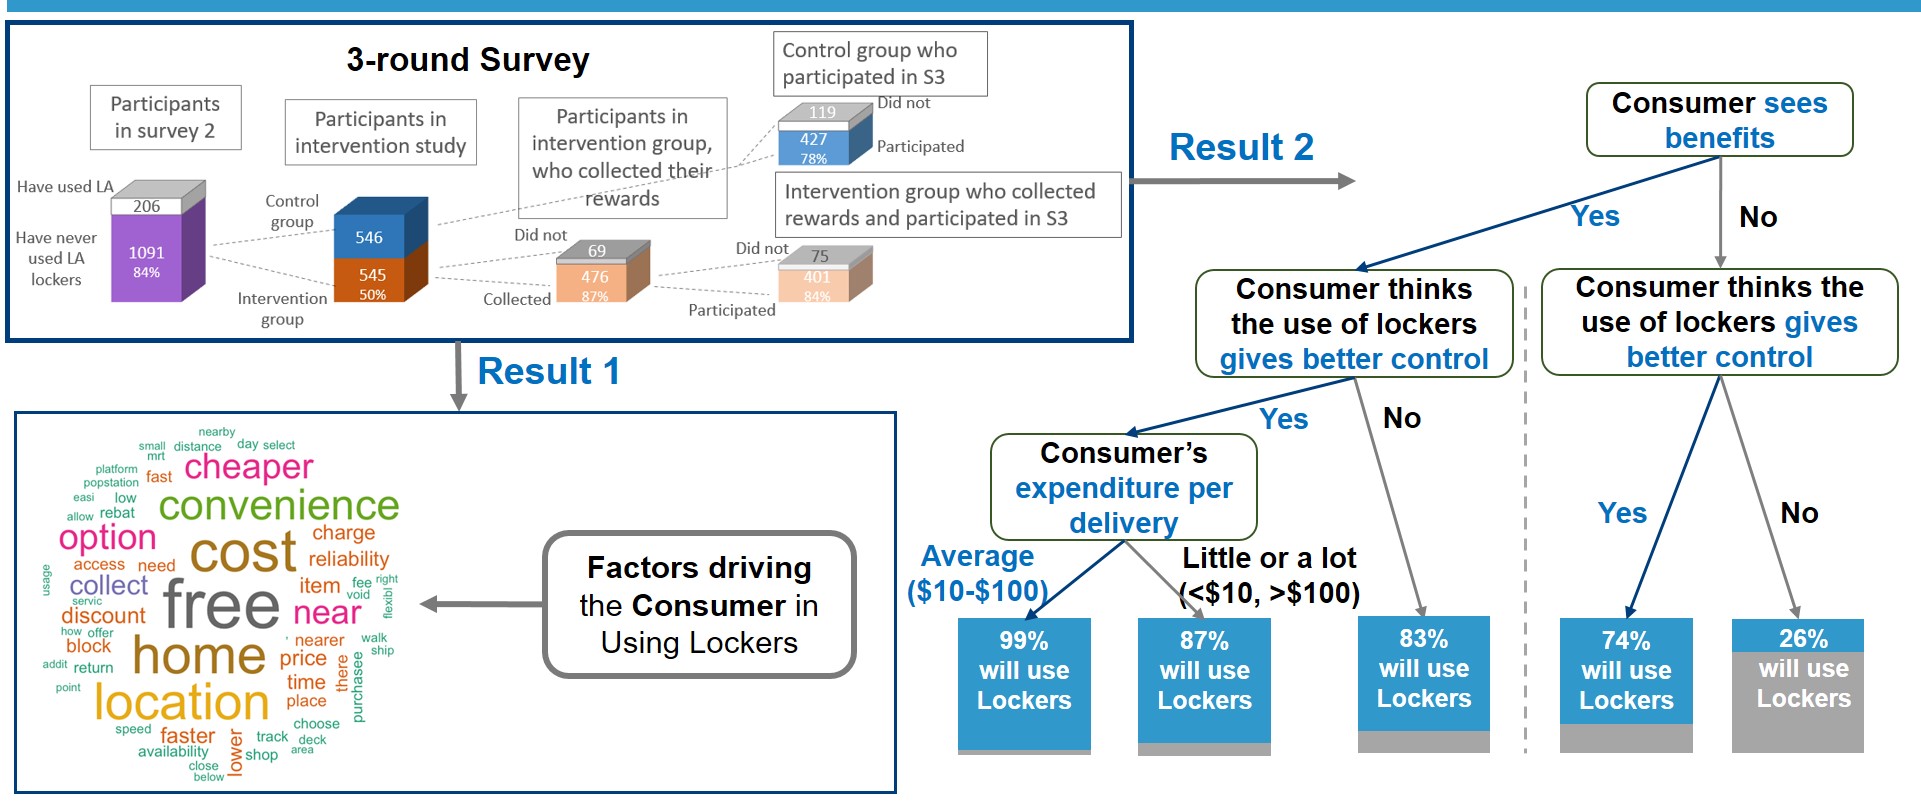 3-round Survey
Participants
in survey 2
Have used LA
206
Have never
used LA
lockers
1091
84%
Participants in
intervention study
Control
group
546
545
50%
Intervention
group
Participants in
intervention group,
who collected their
rewards
Did not
69
476
87%
Collected
Control group who
participated in S3
Did not
119
427
78%
Participated
Intervention group who collected
rewards and participated in S3
Did not
75
401
84%
Participated
Result 1
Result 2
nearby
small distance day select
mrt
cheaper
platform
popstation
fast
easi low
convenience
allow rebat
option
cost
charge
reliability
access need
usage
collect
free
item fee right
void
flexibl
servic
discount
near
how offer
block
home
nearer walk
ship
price
there
purchasee
addit return
time
point
location
place
choose
speed
faster
lower
track deck
area
availability
shop
close
below
Factors driving
the Consumer in
Using Lockers
Consumer sees
benefits
Yes
No
Consumer thinks
the use of lockers
gives better control
Consumer thinks the
use of lockers gives
better control
Yes
No
Yes
No
Consumer's
expenditure per
delivery
Average
($10-$100)
Little or a lot
(<$10, >$100)
99%
will use
Lockers
87%
will use
Lockers
83%
will use
Lockers
74%
will use
Lockers
26%
will use
Lockers